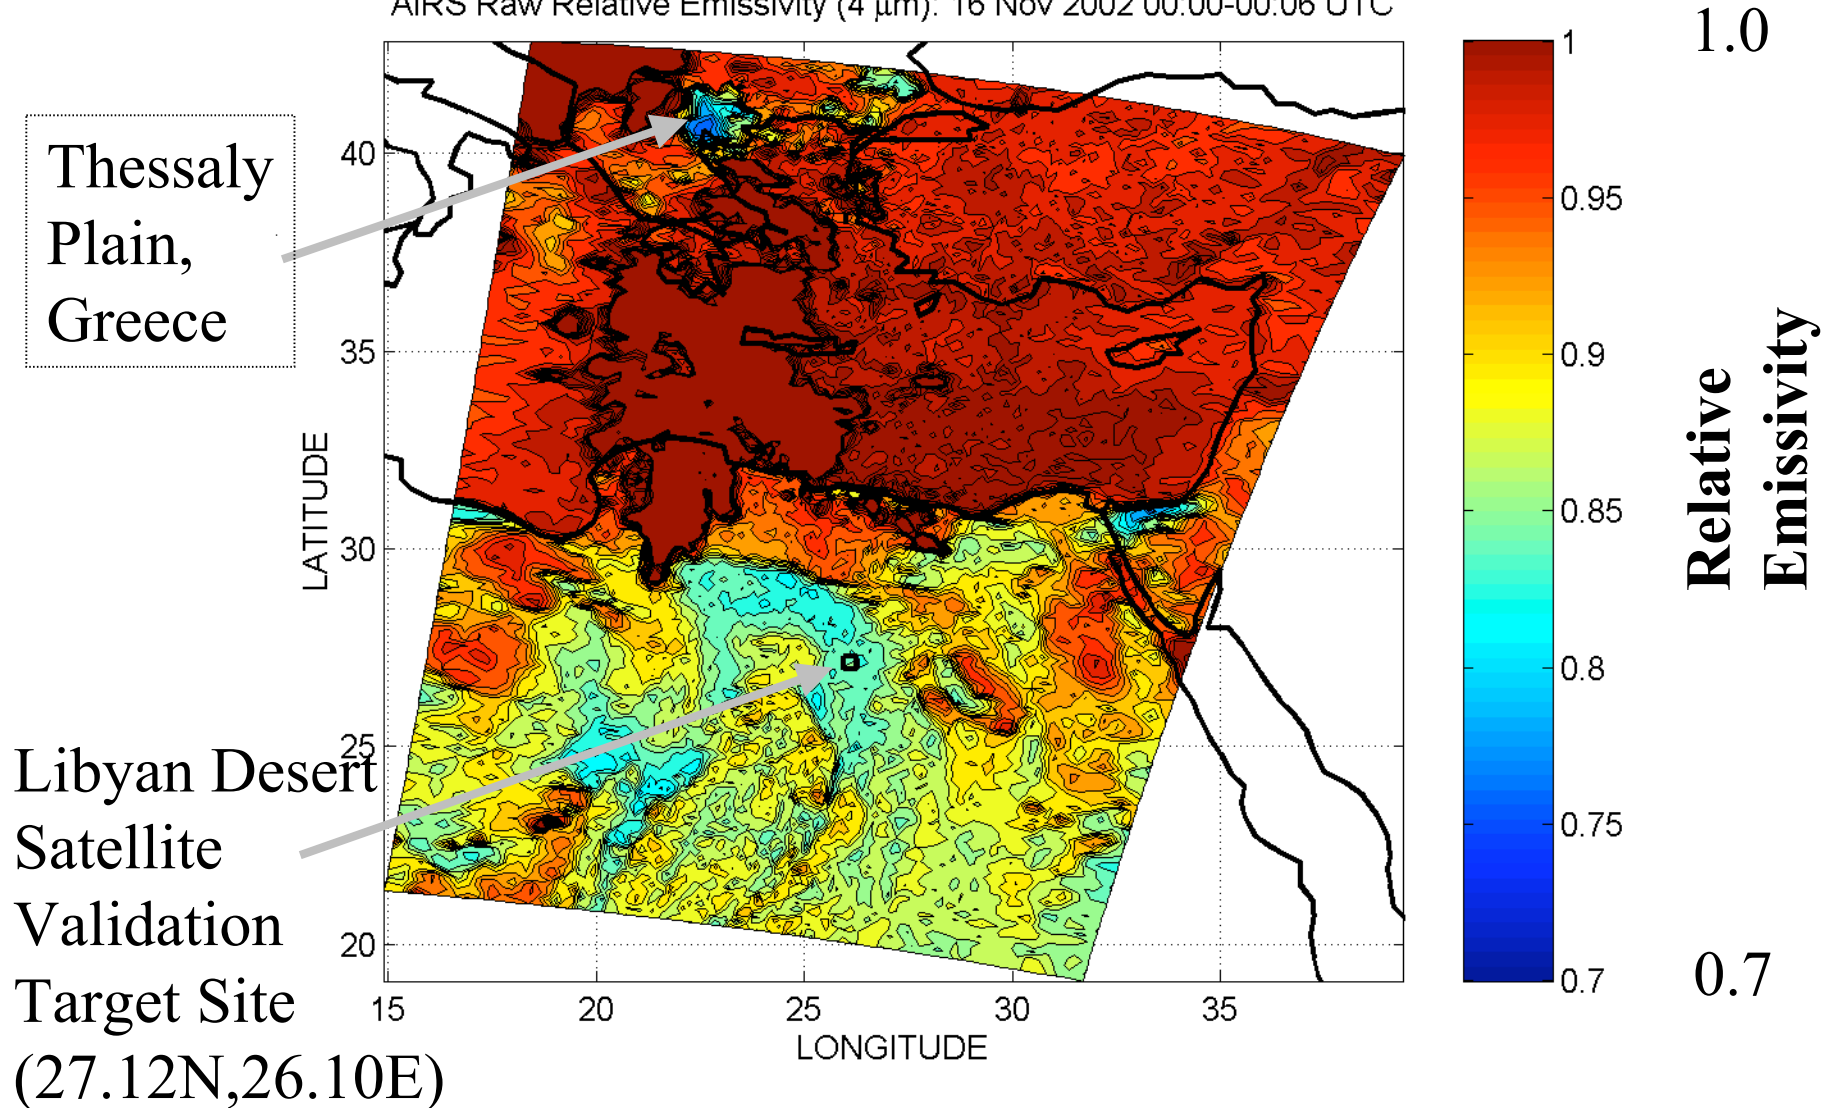 AIRS Raw Relative Emissivity (4 μm): 16 Nov 2002 00:00-00:06 UTC
Thessaly
Plain,
Greece
Libyan Desert
Satellite
Validation
Target Site
(27.12N,26.10E)
LATITUDE
40
35
30
25
20
15
20
25
30
35
LONGITUDE
1
0.95
0.9
0.85
0.8
0.75
0.7
1.0
Relative
Emissivity
0.7